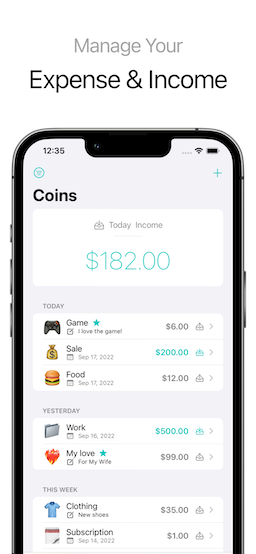 Manage Your
Expense & Income
12:35
Coins
Today Income
$182.00
TODAY
Game
$6.00
I love the game!
Sale
$200.00
Sep 17, 2022
Food
$12.00
Sep 17, 2022
YESTERDAY
Work
$500.00
Sep 16, 2022
My love
$99.00
For My Wife
THIS WEEK
Clothing
$35.00
New shoes
Subscription
$1.00
Sep 14, 2022